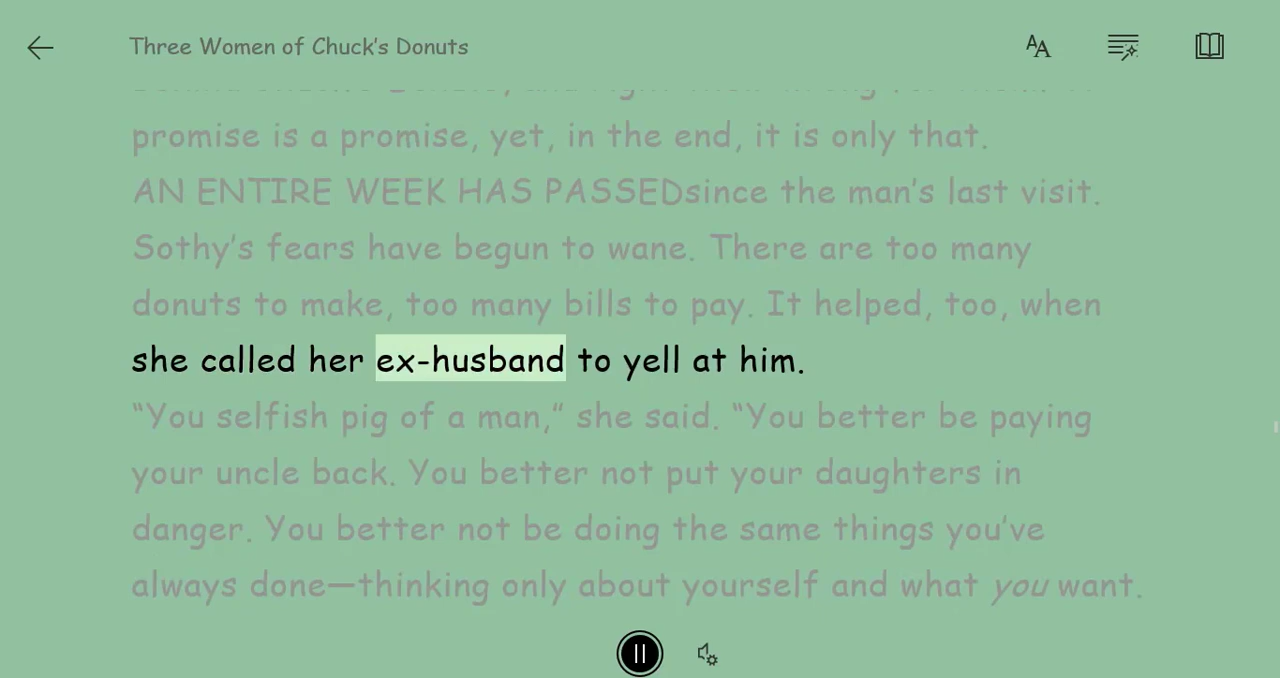 Three Women of Chuck's Donuts
promise is a promise, yet, in the end, it is only that.
AN ENTIRE WEEK HAS PASSEDsince the man's last visit.
Sothy's fears have begun to wane. There are too many
donuts to make, too many bills to pay. It helped, too, when
she called her ex-husband to yell at him.
“You selfish pig of a man,” she said. “You better be paying
your uncle back. You better not put your daughters in
danger. You better not be doing the same things you've
always done—thinking only about yourself and what you want.